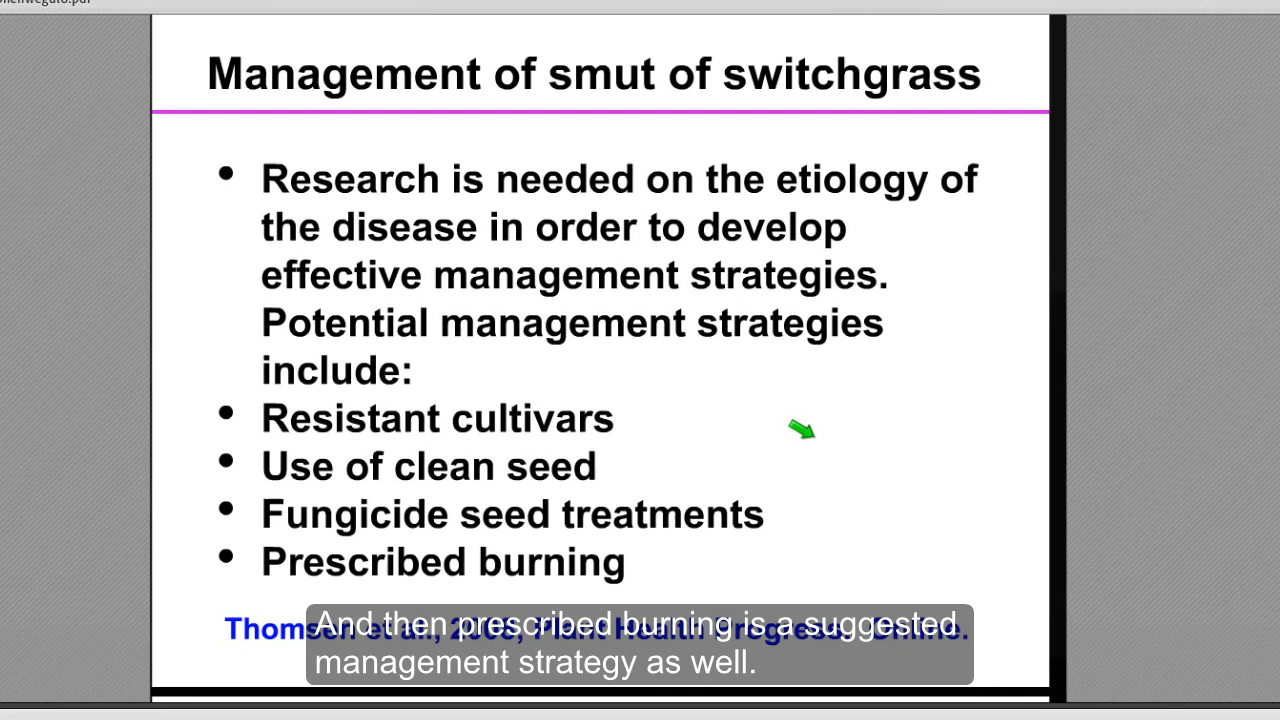 Management of smut of switchgrass
• Research is needed on the etiology of
the disease in order to develop
effective management strategies.
Potential management strategies
include:
• Resistant cultivars
• Use of clean seed
• Fungicide seed treatments
• Prescribed burning
et al., Plant Health Progress. Online.
And then prescribed burning is a suggested
management strategy as well.